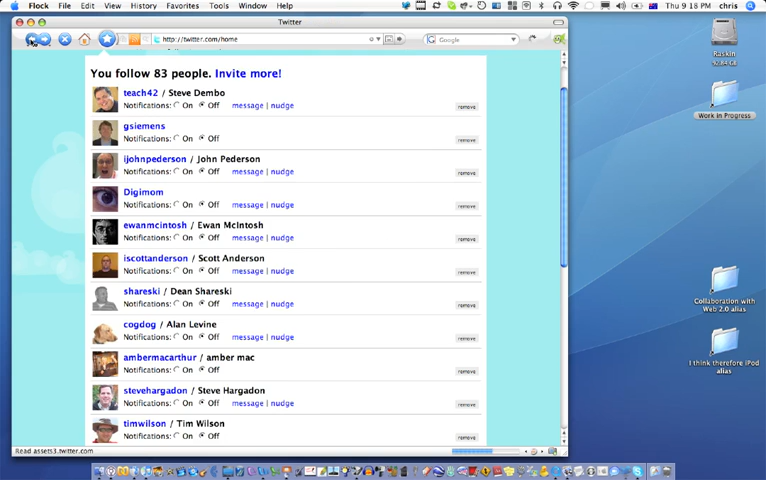 Flock File Edit View History Favorites Tools Window Help Thu 9:18 PM chris
Twitter
http://twitter.com/home
Google
You follow 83 people. Invite more!
teach42 / Steve Dembo
Notifications: On Off message | nudge remove
gsiemens
Notifications: On Off remove
ijohnpederson / John Pederson
Notifications: On Off message | nudge remove
Digimom
Notifications: On Off message | nudge remove
ewanmcintosh / Ewan McIntosh
Notifications: On Off message | nudge remove
iscottanderson / Scott Anderson
Notifications: On Off message | nudge remove
shareski / Dean Shareski
Notifications: On Off message | nudge remove
cogdog / Alan Levine
Notifications: On Off message | nudge remove
ambermacarthur / amber mac
Notifications: On Off remove
stevehargadon / Steve Hargadon
Notifications: On Off message | nudge remove
timwilson / Tim Wilson
Notifications: On Off remove
Read assets3.twitter.com
Raskin
Work in Progress
Collaboration with
Web 2.0 alias
I think therefore iPod
alias